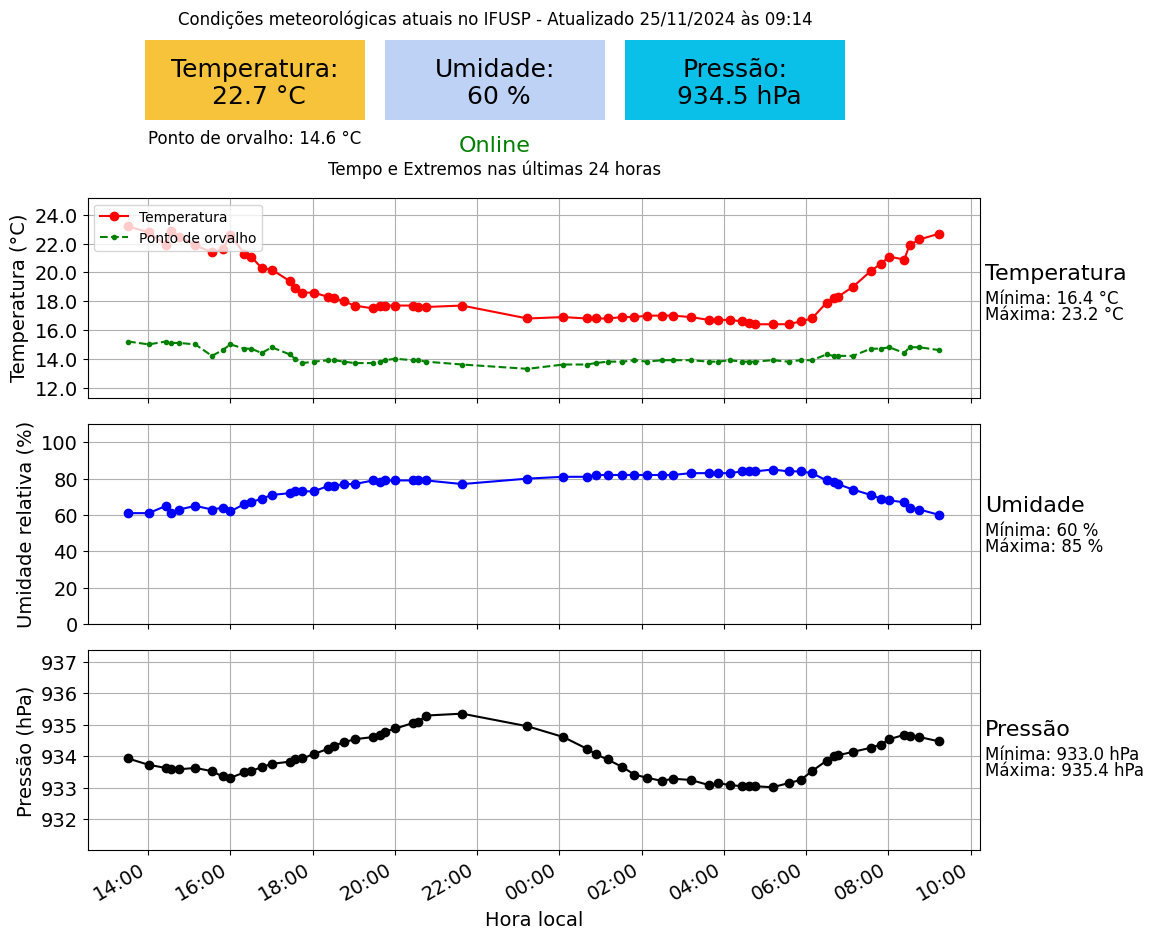 Condições meteorológicas atuais no IFUSP - Atualizado 25/11/2024 às 09:14
Temperatura:
22.7 °C
Umidade:
60 %
Pressão:
934.5 hPa
Ponto de orvalho: 14.6 °C
Online
Tempo e Extremos nas últimas 24 horas
Temperatura (°C)
24.0
22.0
20.0
18.0
16.0
14.0
12.0
Temperatura
Ponto de orvalho
Temperatura
Mínima: 16.4 °C
Máxima: 23.2 °C
Umidade relativa (%)
100
80
60
40
20
0
Umidade
Mínima: 60 %
Máxima: 85 %
Pressão (hPa)
937
936
935
934
933
932
Pressão
Mínima: 933.0 hPa
Máxima: 935.4 hPa
14:00
16:00
18:00
20:00
22:00
00:00
02:00
04:00
06:00
08:00
10:00
Hora local